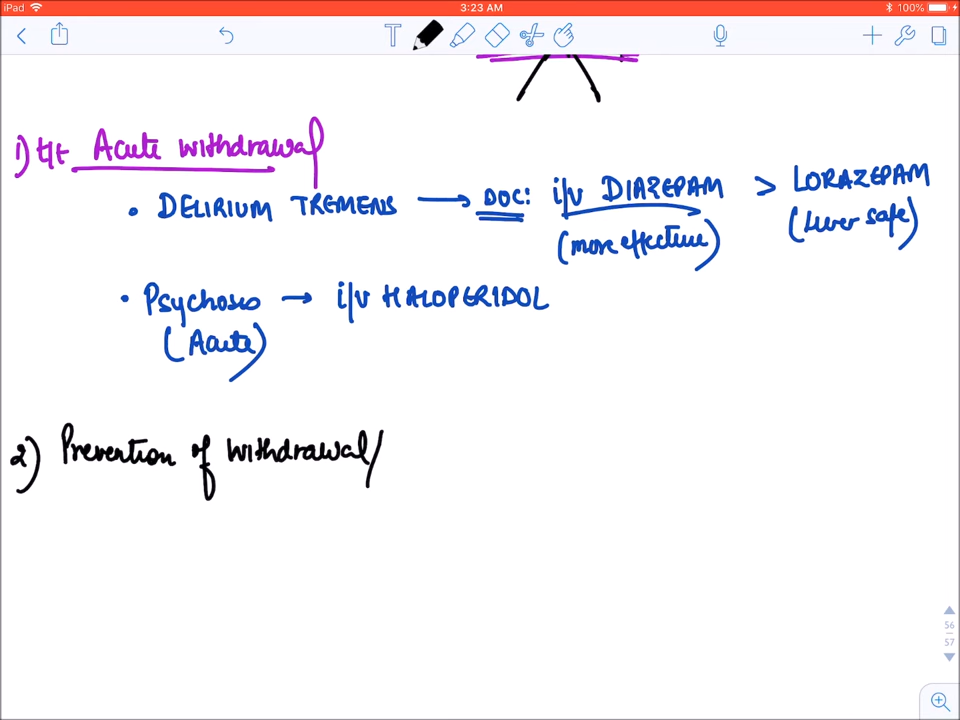 iPad 3:23 AM 100%
T
1) t/t Acute withdrawal
• DELIRIUM TREMENS → DOC: i/v DIAZEPAM > LORAZEPAM
(more effective) (liver safe)
• Psychosis → i/v HALOPERIDOL
(Acute)
2) Prevention of withdrawal/
56
57